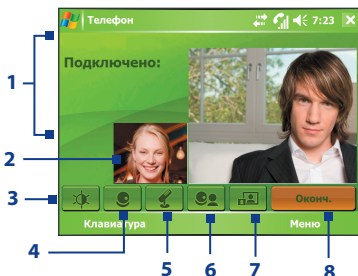 Телефон 7:23
1
Подключено:
2
3 Оконч.
Клавиатура Меню
4 5 6 7 8